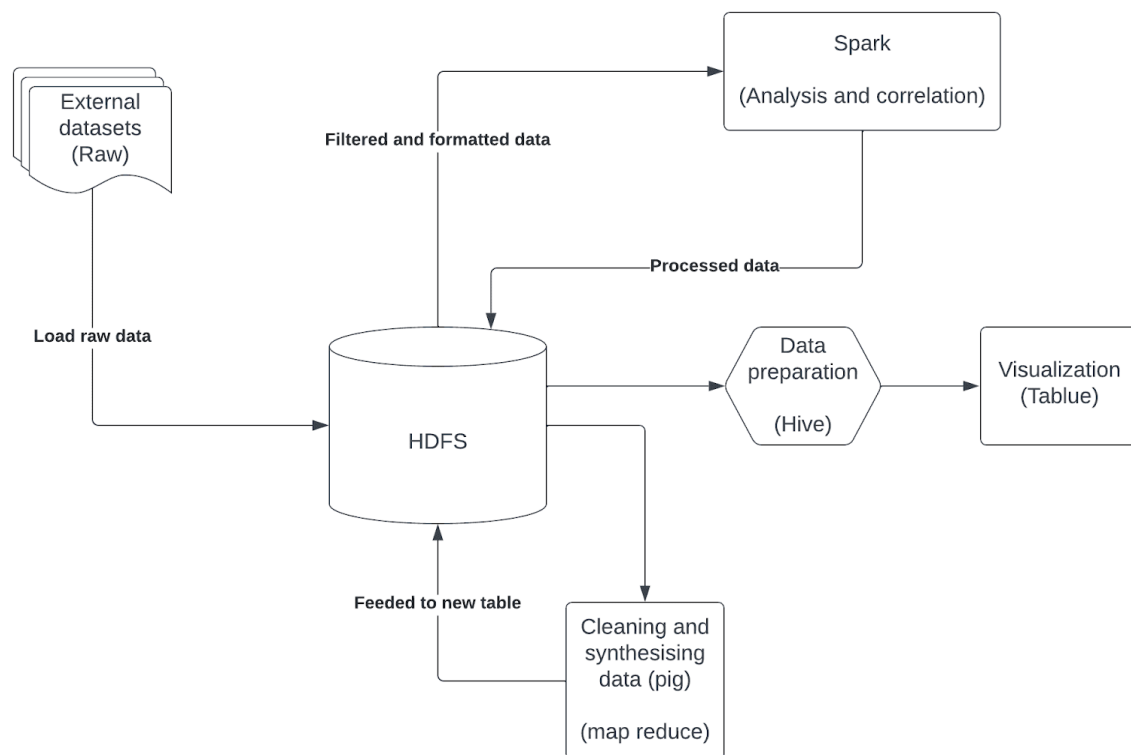 Spark
(Analysis and correlation)
External
datasets
(Raw)
Filtered and formatted data
Processed data
Load raw data
Data
preparation
(Hive)
Visualization
(Tablue)
HDFS
Feeded to new table
Cleaning and
synthesising
data (pig)
(map reduce)